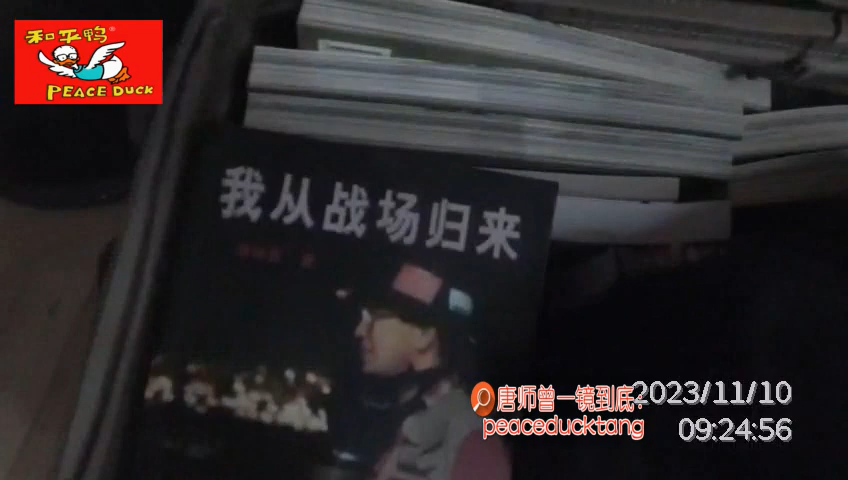 和平鸭®
PEACE DUCK
我从战场归来
著
唐师曾一镜到底?
peaceducktang
2023/11/10
09:24:56